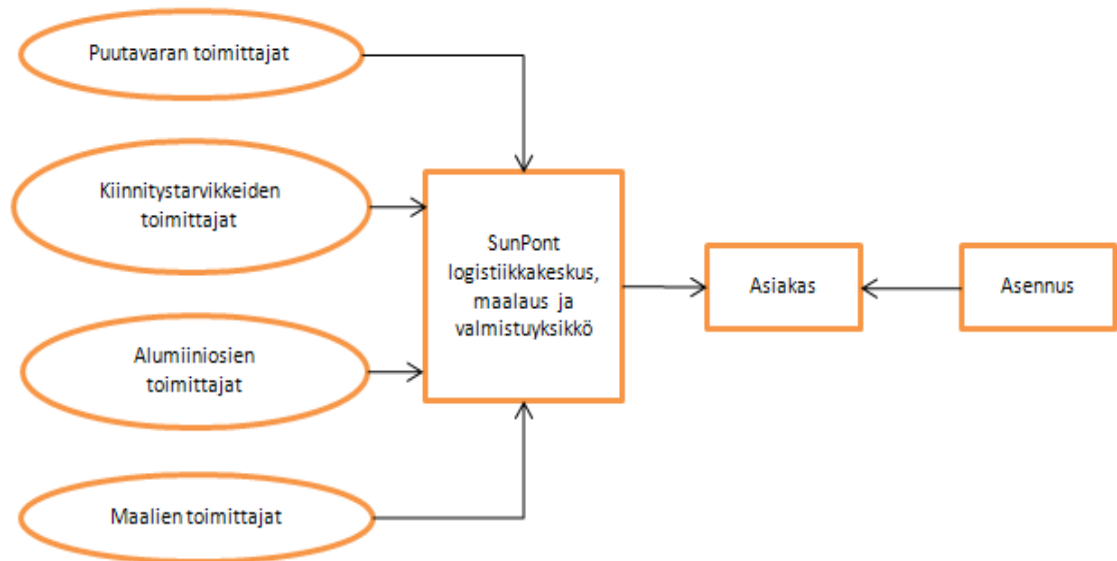 Puutavaran toimittajat
Kiinnitystarvikkeiden
toimittajat
Alumiiniosien
toimittajat
Maalien toimittajat
SunPont
logistiikkakeskus,
maalaus ja
valmistuyksikkö
Asiakas
Asennus